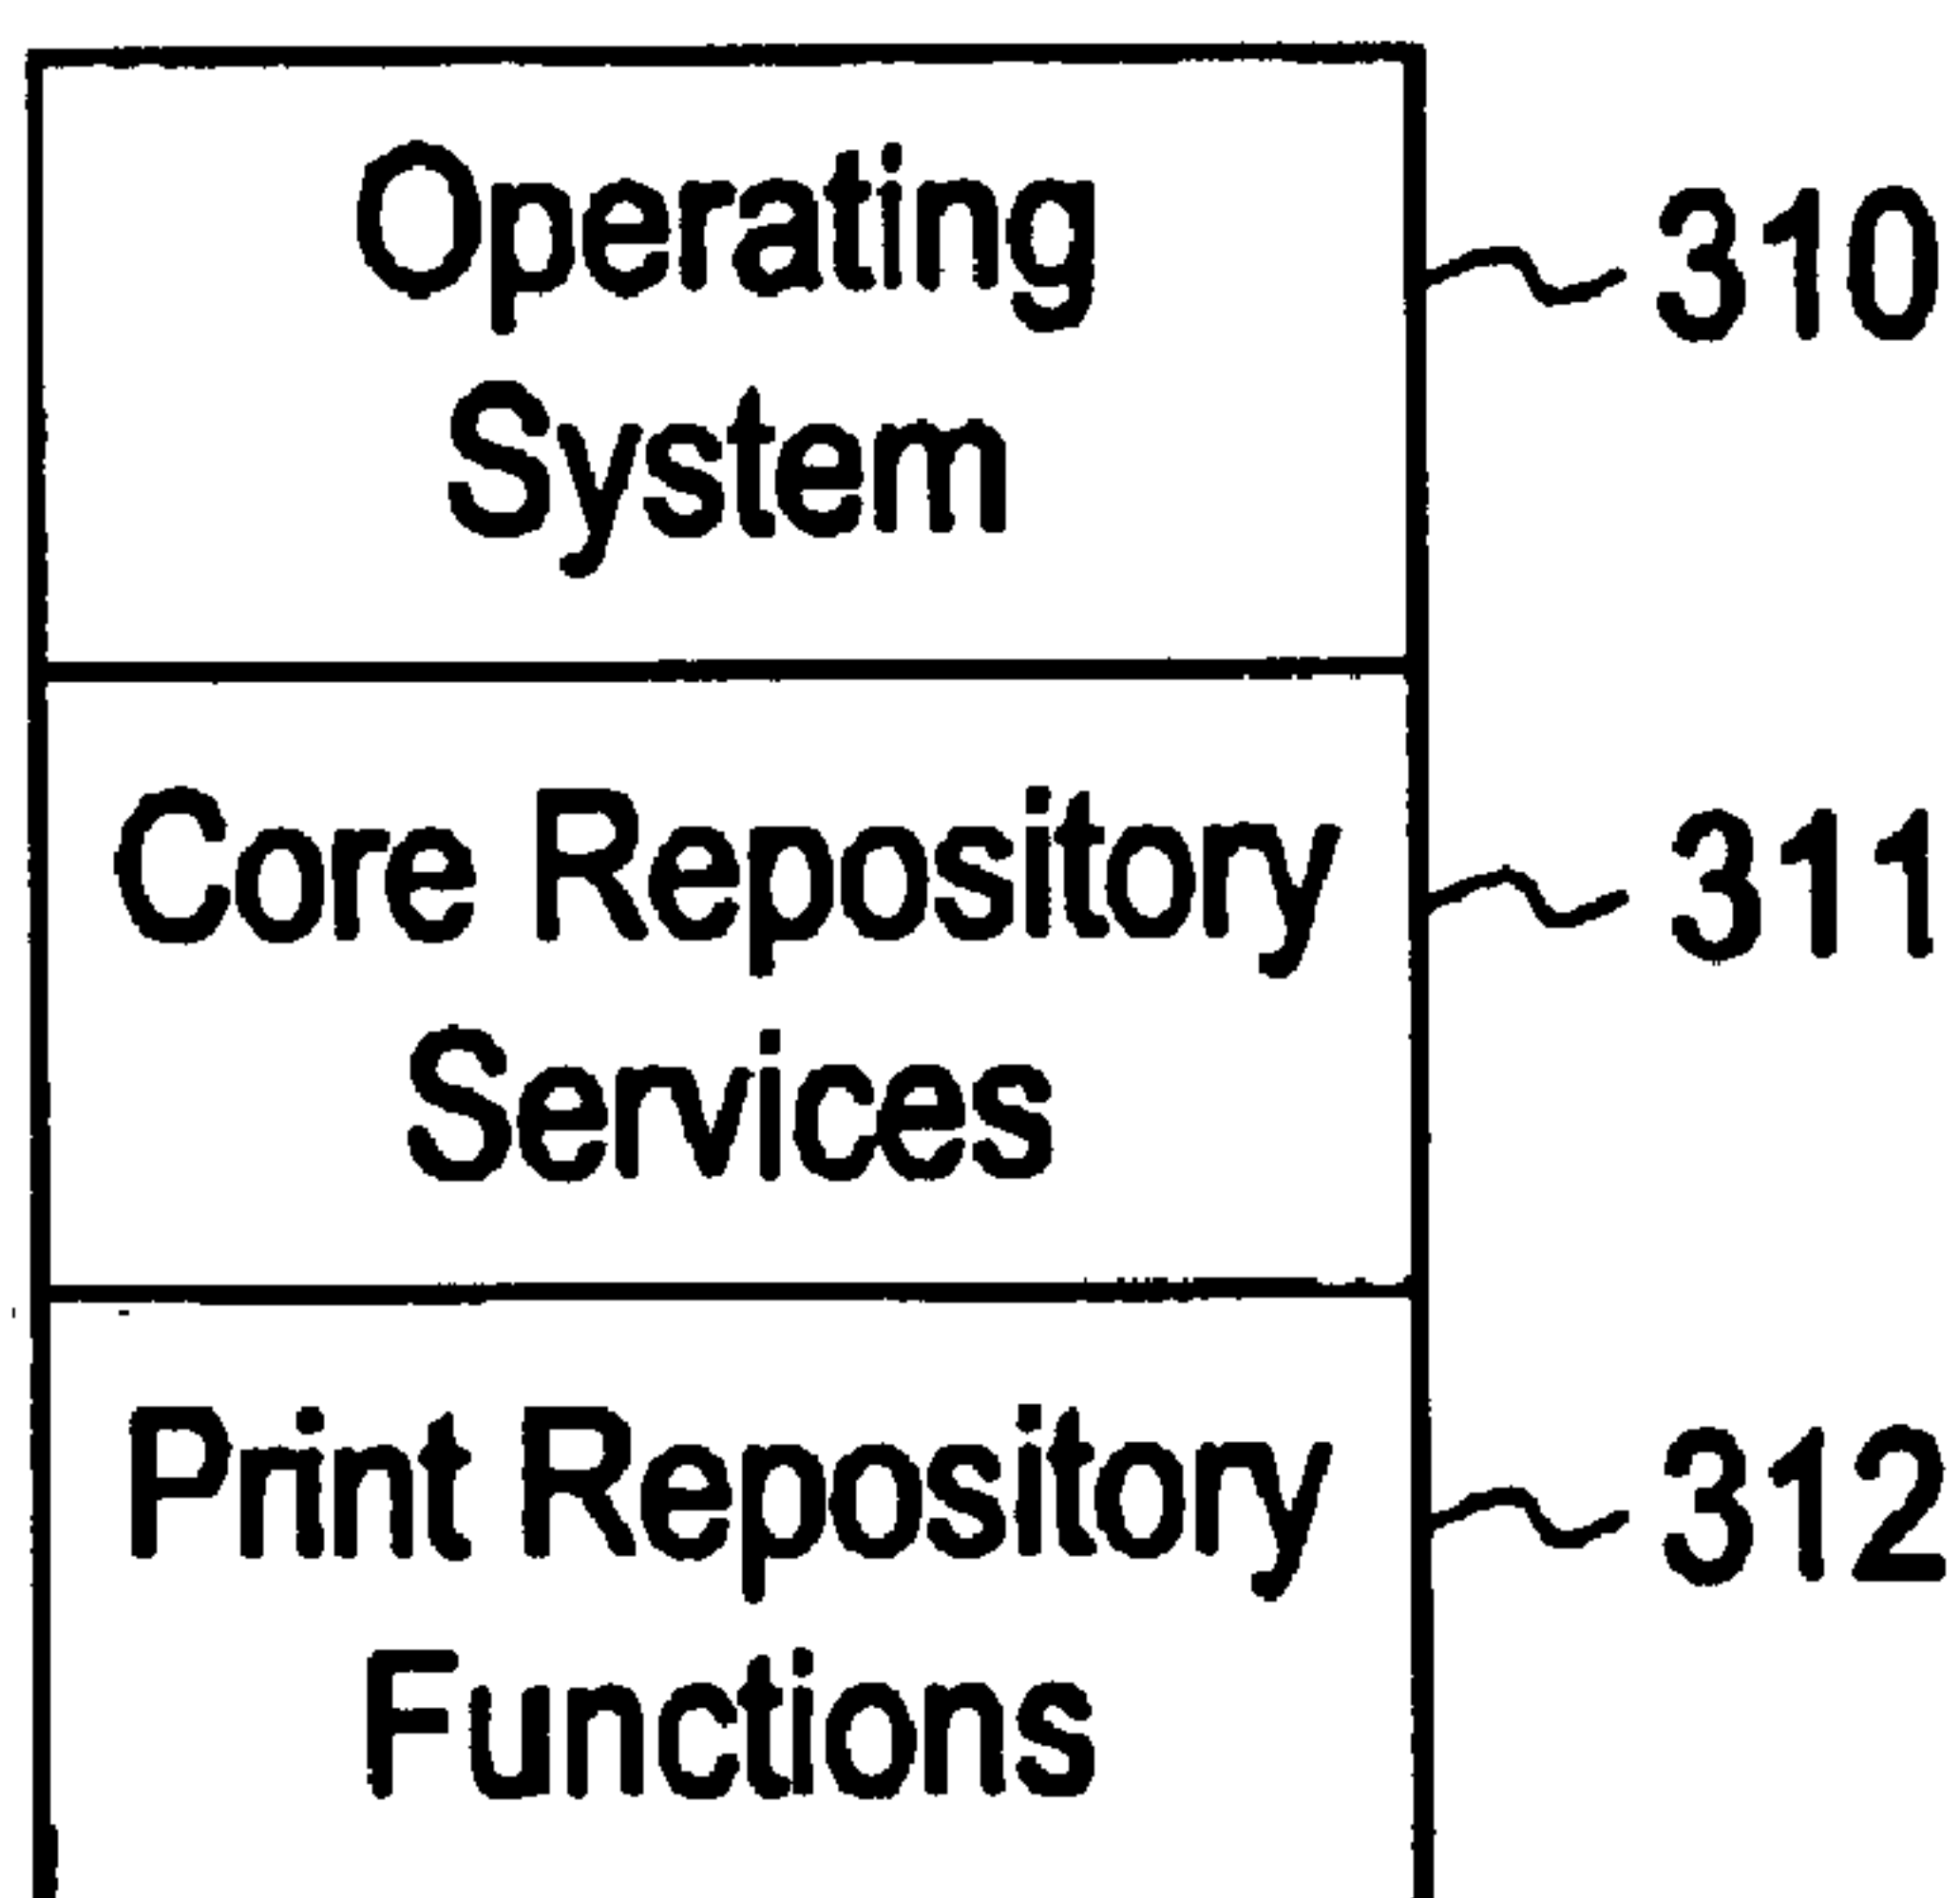 Operating
System
310
Core Repository
Services
311
Print Repository
Functions
312